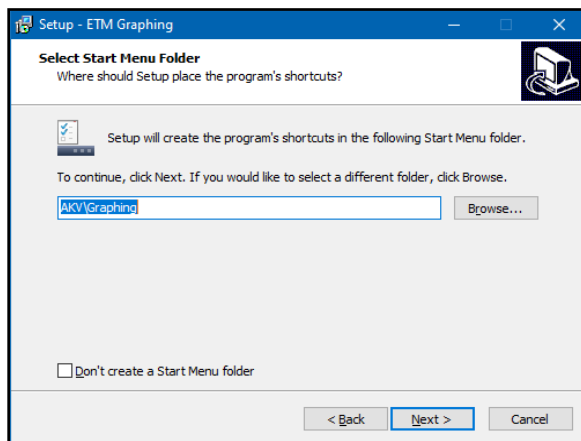 Setup - ETM Graphing
Select Start Menu Folder
Where should Setup place the program's shortcuts?
Setup will create the program's shortcuts in the following Start Menu folder.
To continue, click Next. If you would like to select a different folder, click Browse.
AKV\Graphing
Browse...
Don't create a Start Menu folder
< Back
Next >
Cancel